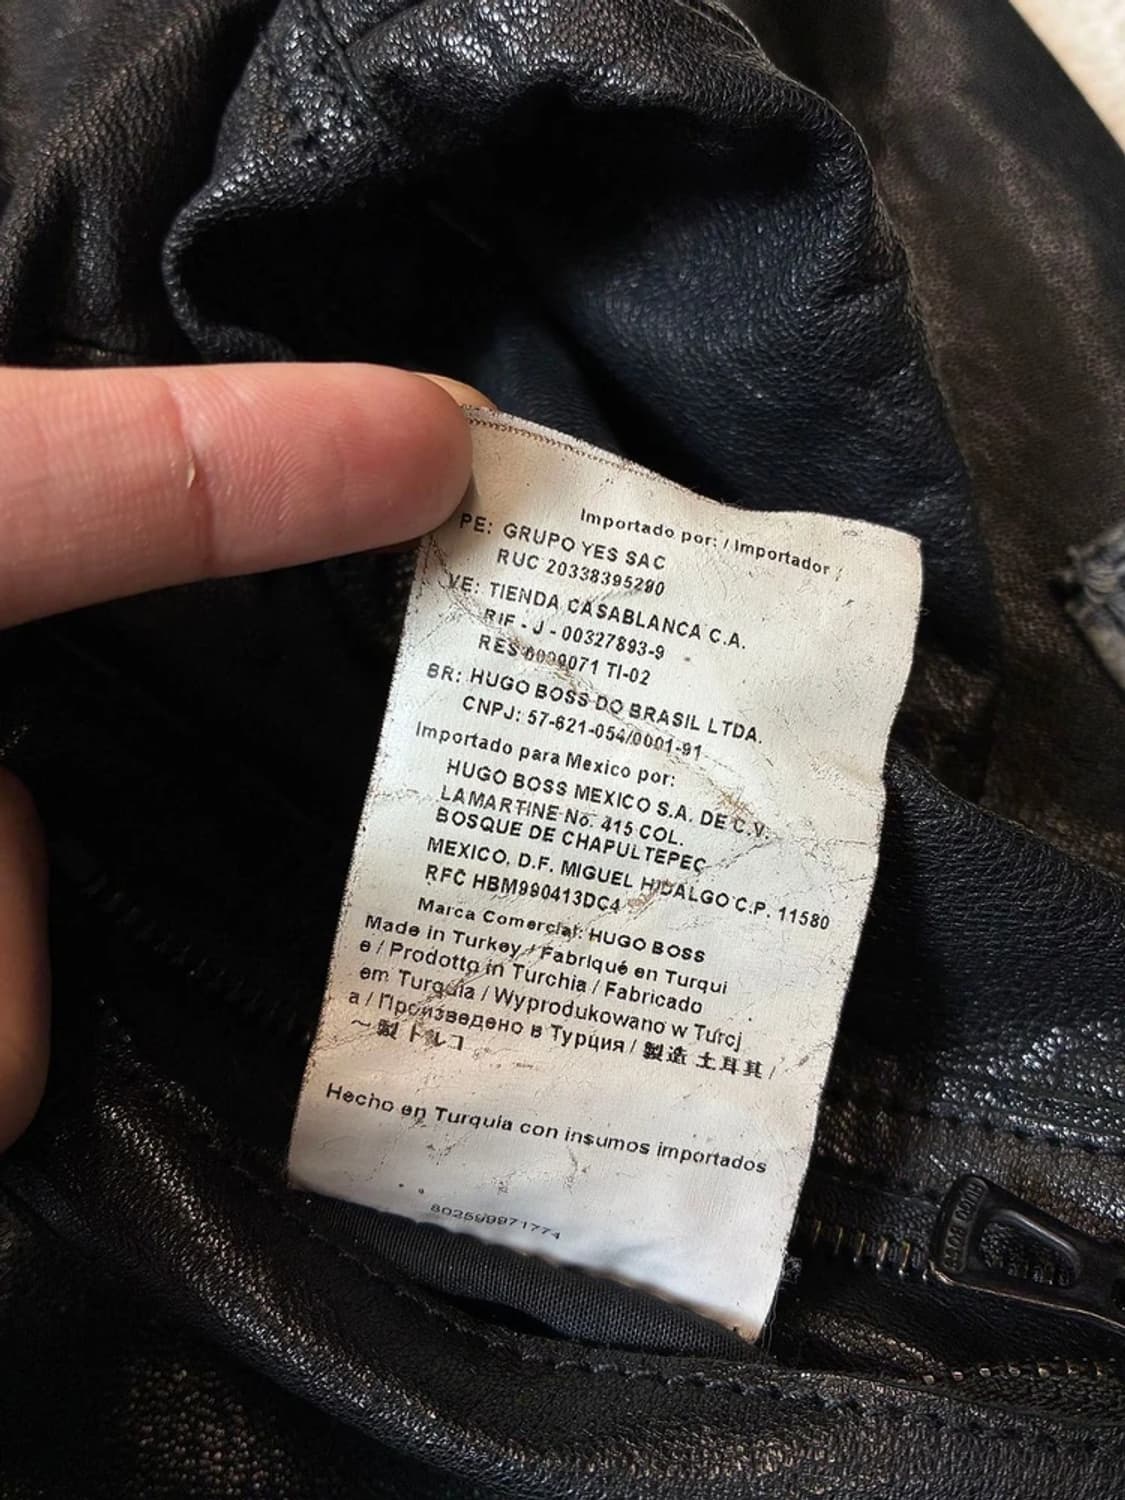 Importado por: / Importador :
PE: GRUPO YES SAC
RUC 20338395290
VE: TIENDA CASABLANCA C.A.
RIF - J - 00327893-9
RES 0000071 TI-02
BR: HUGO BOSS DO BRASIL LTDA.
CNPJ: 57-621-054/0001-91
Importado para Mexico por:
HUGO BOSS MEXICO S.A. DE C.V.
LAMARTINE No. 415 COL.
BOSQUE DE CHAPULTEPEC
MEXICO, D.F. MIGUEL HIDALGO C.P. 11580
RFC HBM990413DC4
Marca Comercial: HUGO BOSS
Made in Turkey / Fabriqué en Turqui
e / Prodotto in Turchia / Fabricado
em Turquia / Wyprodukowano w Turcj
a / Произведено в Турция / 製造 土耳其 /
~製 トルコ
Hecho en Turquia con insumos importados
802599971774